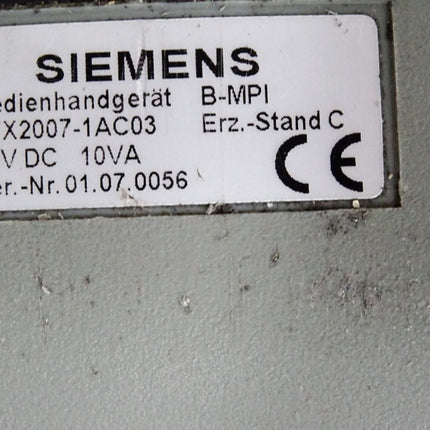 SIEMENS
edienhandgerät B-MPI
X2007-1AC03 Erz.-Stand C
V DC 10VA
er.-Nr. 01.07.0056
CE